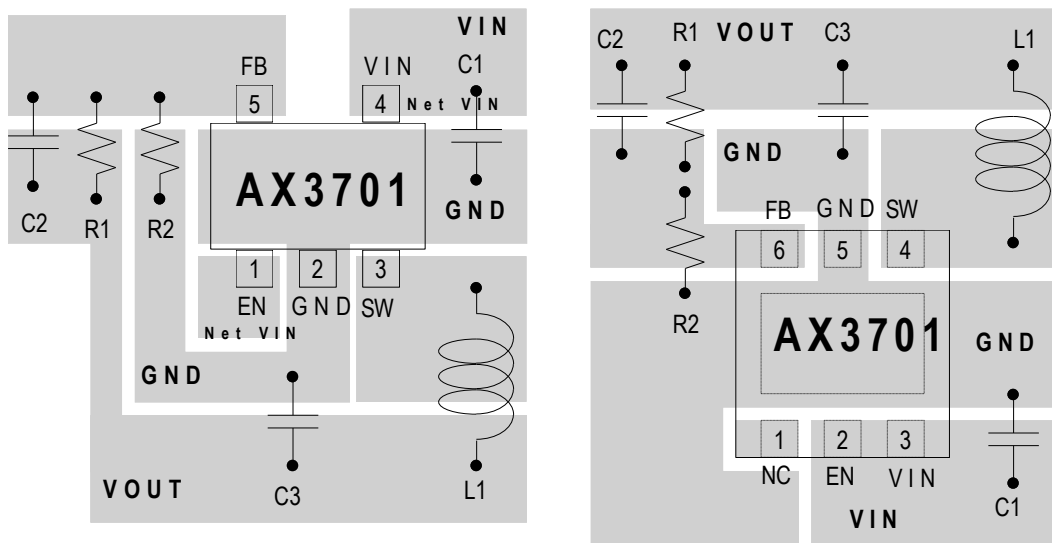 VIN
FB
VIN
C1
5
4
Net VIN
AX3701
GND
C2
R1
R2
1
2
3
EN
GND
SW
Net VIN
GND
VOUT
C3
L1
C2
R1
VOUT
C3
L1
GND
FB
GND
SW
6
5
4
R2
AX3701
GND
1
2
3
NC
EN
VIN
C1
VIN